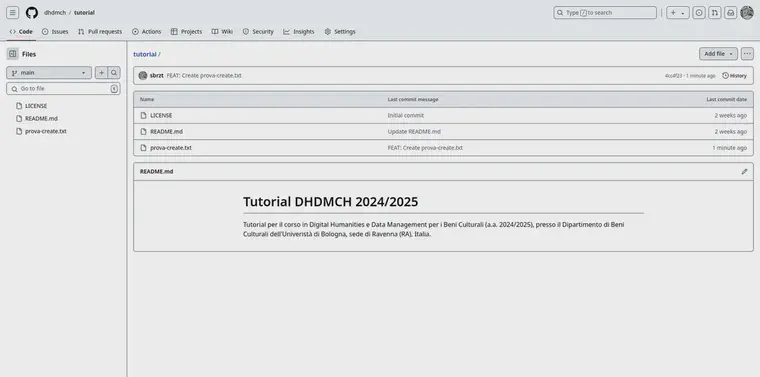 dhdmch / tutorial
Type / to search
Code Issues Pull requests Actions Projects Wiki Security Insights Settings
Files
tutorial /
Add file
main
sbrzt FEAT: Create prova-create.txt
1 minute ago History
Go to file t
Name Last commit message Last commit date
LICENSE
README.md
prova-create.txt
LICENSE Initial commit 2 weeks ago
README.md Update README.md 2 weeks ago
prova-create.txt FEAT: Create prova-create.txt 1 minute ago
README.md
Tutorial DHDMCH 2024/2025
Tutorial per il corso in Digital Humanities e Data Management per i Beni Culturali (a.a. 2024/2025), presso il Dipartimento di Beni
Culturali dell'Univeristà di Bologna, sede di Ravenna (RA), Italia.